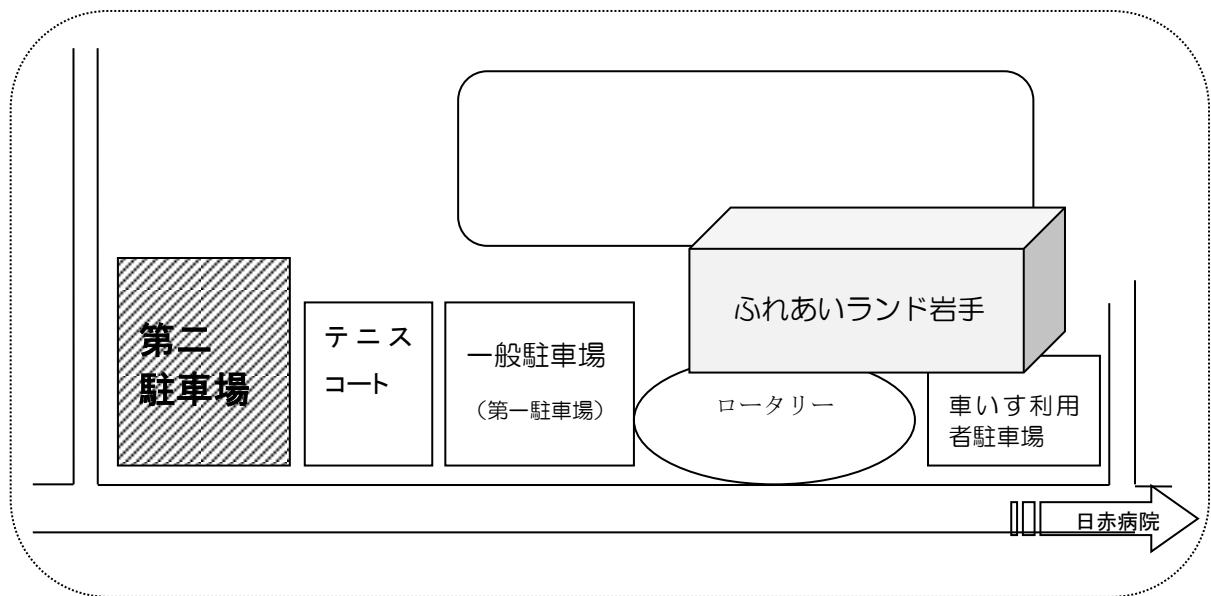 ふれあいランド岩手
第二
駐車場
テニス
コート
一般駐車場
（第一駐車場）
ロータリー
車いす利用
者駐車場
日赤病院